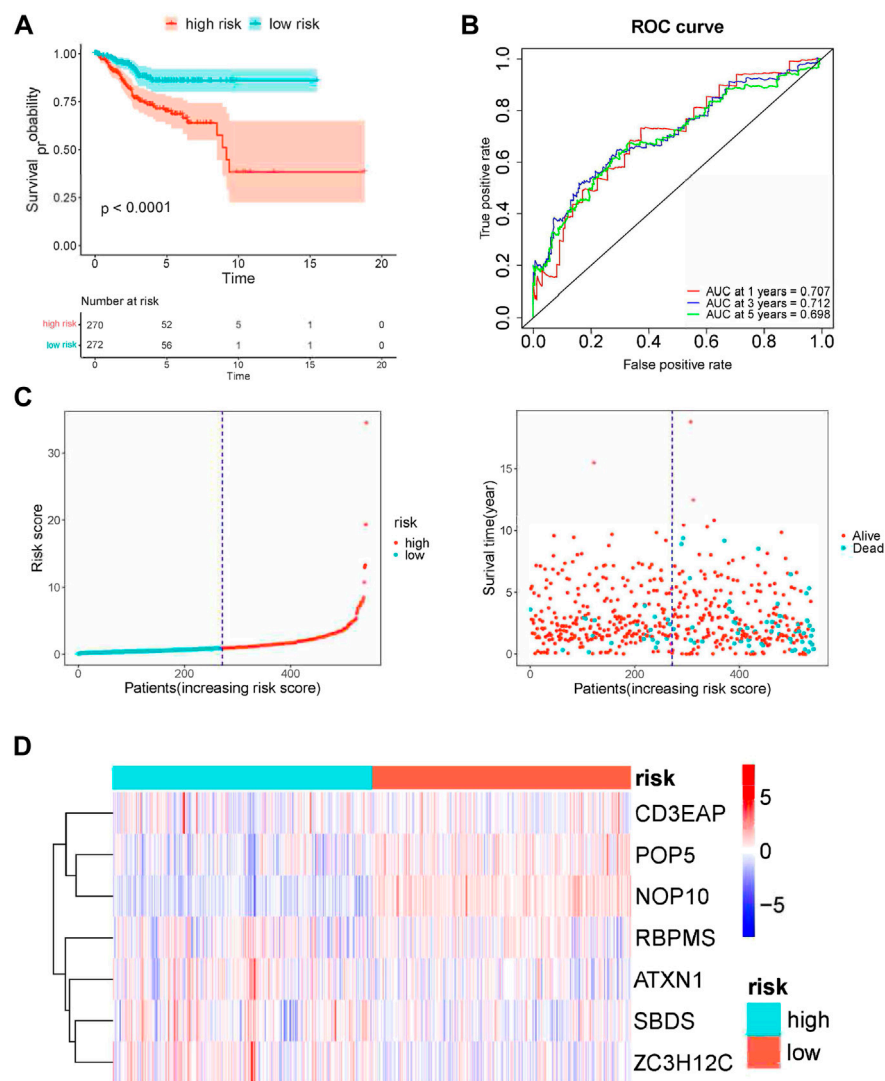 A
high risk low risk
Survival probability
1.00
0.75
0.50
0.25
0.00
p < 0.0001
0 5 10 15 20
Time
Number at risk
high risk 270 52 5 1 0
low risk 272 56 1 1 0
0 5 10 15 20
Time
B
ROC curve
True positive rate
1.0
0.8
0.6
0.4
0.2
0.0
AUC at 1 years = 0.707
AUC at 3 years = 0.712
AUC at 5 years = 0.698
0.0 0.2 0.4 0.6 0.8 1.0
False positive rate
C
Risk score
30
20
10
0
0 200 400
Patients(increasing risk score)
risk
high
low
Surival time(year)
15
10
5
0
0 200 400
Patients(increasing risk score)
Alive
Dead
D
risk
CD3EAP
POP5
NOP10
RBPMS
ATXN1
SBDS
ZC3H12C
5
0
−5
risk
high
low